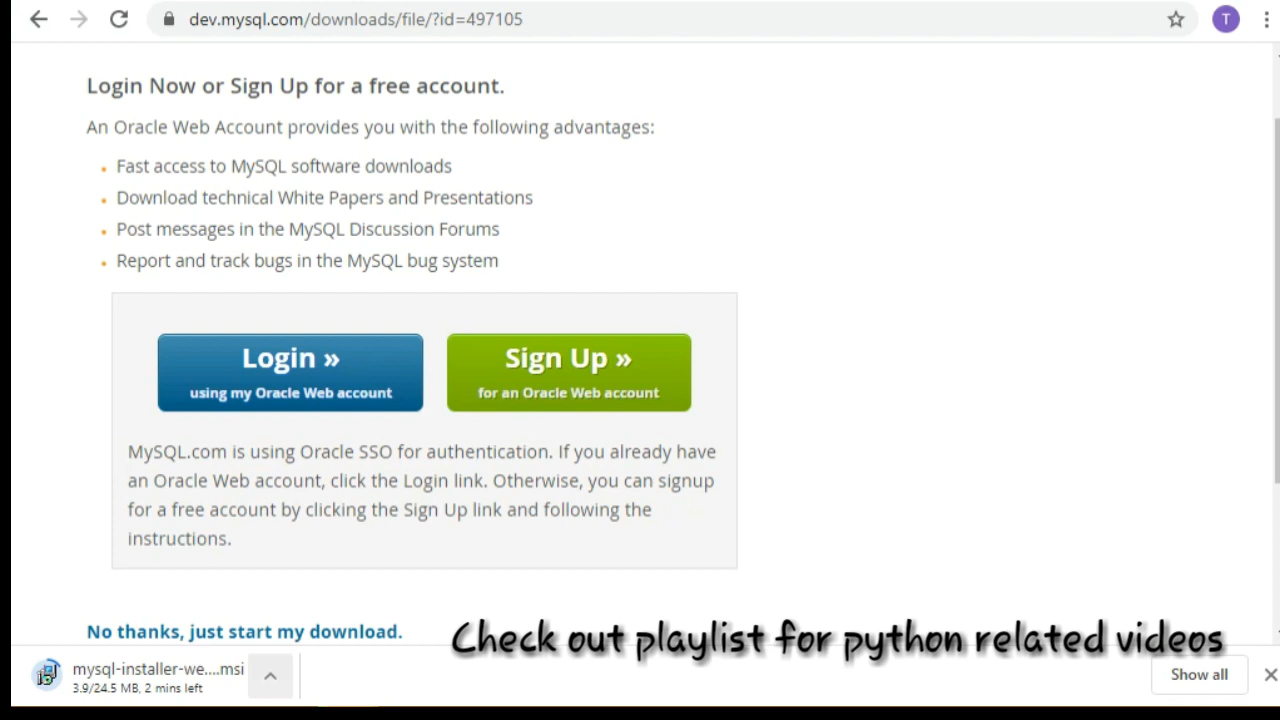 dev.mysql.com/downloads/file/?id=497105
T
Login Now or Sign Up for a free account.
An Oracle Web Account provides you with the following advantages:
Fast access to MySQL software downloads
Download technical White Papers and Presentations
Post messages in the MySQL Discussion Forums
Report and track bugs in the MySQL bug system
Login »
using my Oracle Web account
Sign Up »
for an Oracle Web account
MySQL.com is using Oracle SSO for authentication. If you already have
an Oracle Web account, click the Login link. Otherwise, you can signup
for a free account by clicking the Sign Up link and following the
instructions.
No thanks, just start my download.
Check out playlist for python related videos
mysql-installer-we....msi
3.9/24.5 MB, 2 mins left
Show all